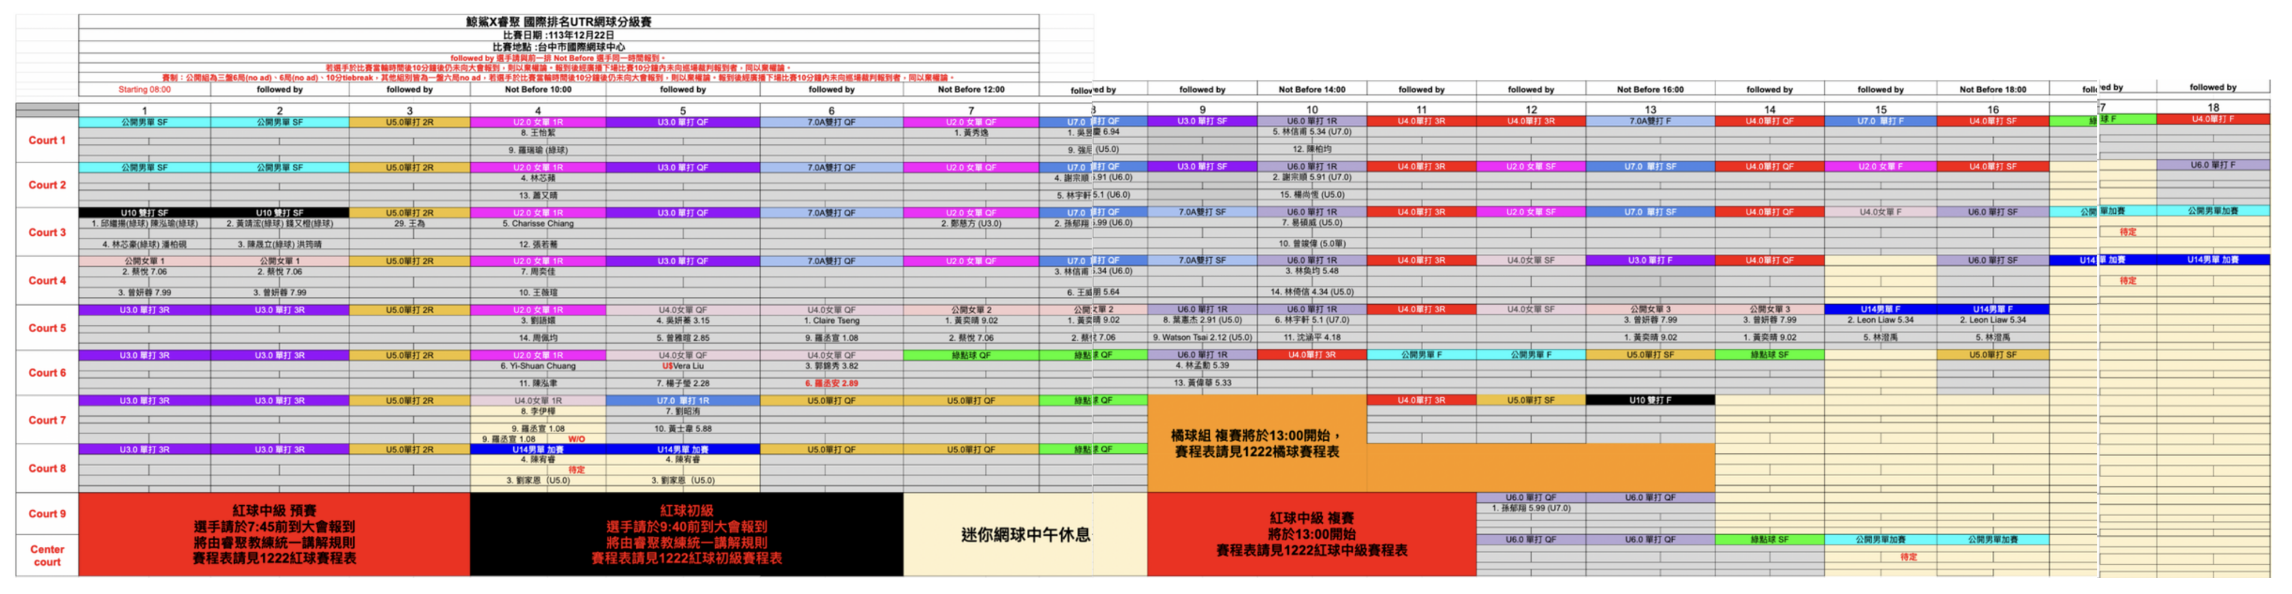 鯨鯊X睿聚 國際排名UTR網球分級賽
比賽日期 :113年12月22日
比賽地點 :台中市國際網球中心
followed by 選手請與前一排 Not Before 選手同一時間報到。
若選手於比賽當輪時間後10分鐘後仍未向大會報到，則以棄權論。報到後經廣播下場比賽10分鐘內未向巡場裁判報到者，同以棄權論。
賽制：公開組為三盤6局(no ad)、6局(no ad)、10分tiebreak，其他組別皆為一盤六局no ad，若選手於比賽當輪時間後10分鐘後仍未向大會報到，則以棄權論。報到後經廣播下場比賽10分鐘內未向巡場裁判報到者，同以棄權論。
Starting 08:00 followed by followed by Not Before 10:00 followed by followed by Not Before 12:00 followed by followed by Not Before 14:00 followed by followed by Not Before 16:00 followed by followed by Not Before 18:00 followed by
1 2 3 4 5 6 7 8 9 10 11 12 13 14 15 16 7 18
Court 1
公開男單 SF 公開男單 SF U5.0單打 2R U2.0 女單 1R U3.0 單打 QF 7.0A雙打 QF U2.0 女單 QF U7.0 單打 QF U3.0 單打 SF U6.0 單打 1R U4.0單打 3R U4.0單打 3R 7.0A雙打 F U4.0單打 QF U7.0 單打 F U4.0單打 QF 綠 球 F U4.0單打 F
8. 王怡絜 1. 黃秀逸 6.94 5. 林信甫 5.34 (U7.0)
9. 羅瑞瑜 (綠球) (U5.0) 12. 陳柏均
Court 2
公開男單 SF 公開男單 SF U5.0單打 2R U2.0 女單 1R U3.0 單打 QF 7.0A雙打 QF U2.0 女單 QF U7.0 單打 QF U3.0 單打 SF U6.0 單打 1R U4.0單打 3R U2.0 女單 SF U7.0 單打 SF U4.0單打 QF U2.0 女單 F U4.0單打 SF U6.0 單打 F
4. 林芯蘋 4. 謝宗順 5.91 (U6.0) 2. 謝宗順 5.91 (U7.0)
13. 蕭又晴 5. 林宇軒 5.1 (U6.0) 15. 楊尚恆 (U5.0)
Court 3
U10 雙打 SF U10 雙打 SF U5.0單打 2R U2.0 女單 1R U3.0 單打 QF 7.0A雙打 QF U2.0 女單 QF U7.0 單打 QF 7.0A雙打 SF U6.0 單打 1R U4.0單打 3R U2.0 女單 SF U7.0 單打 SF U4.0單打 QF U4.0女單 F U6.0 單打 SF 公開 單加賽 公開男單加賽
1. 邱繼揚(綠球) 陳泓瑜(綠球) 2. 黃靖浤(綠球) 鍾又橙(綠球) 29. 王為 5. Charisse Chiang 2. 鄭慈方 (U3.0) 2. 孫郁翔 5.99 (U6.0) 7. 易碩威 (U5.0) 待定
4. 林芯豪(綠球) 潘柏硯 3. 陳晟立(綠球) 洪筠晴 12. 張若蕎 10. 曾竣偉 (5.0單)
Court 4
公開女單 1 公開女單 1 U5.0單打 2R U2.0 女單 1R U3.0 單打 QF 7.0A雙打 QF U2.0 女單 QF U7.0 單打 QF 7.0A雙打 SF U6.0 單打 1R U4.0單打 3R U4.0女單 SF U3.0 單打 F U4.0單打 QF U6.0 單打 SF U14 單 加賽 U14男單 加賽
2. 蔡悅 7.06 2. 蔡悅 7.06 7. 周奕佳 3. 林信甫 5.34 (U6.0) 3. 林奐均 5.48 待定
3. 曾妍蓉 7.99 3. 曾妍蓉 7.99 10. 王薇瑄 6. 王威朋 5.64 14. 林倚信 4.34 (U5.0)
Court 5
U3.0 單打 3R U3.0 單打 3R U5.0單打 2R U2.0 女單 1R U4.0女單 QF U4.0女單 QF 公開女單 2 公開女單 2 U6.0 單打 1R U6.0 單打 1R U4.0單打 3R U4.0女單 SF 公開女單 3 公開女單 3 U14男單 F U14男單 F
3. 劉語嬑 4. 吳妍蓁 3.15 1. Claire Tseng 1. 黃奕晴 9.02 1. 黃奕晴 9.02 8. 葉憲杰 2.91 (U5.0) 6. 林宇軒 5.1 (U7.0) 3. 曾妍蓉 7.99 3. 曾妍蓉 7.99 2. Leon Liaw 5.34 2. Leon Liaw 5.34
14. 周佩均 5. 曾雅暄 2.85 9. 羅丞宣 1.08 2. 蔡悅 7.06 2. 蔡悅 7.06 9. Watson Tsai 2.12 (U5.0) 11. 沈涵平 4.18 1. 黃奕晴 9.02 1. 黃奕晴 9.02 5. 林澄禹 5. 林澄禹
Court 6
U3.0 單打 3R U3.0 單打 3R U5.0單打 2R U2.0 女單 1R U4.0女單 QF U4.0女單 QF 綠點球 QF 綠點球 QF U6.0 單打 1R U4.0單打 3R 公開男單 F 公開男單 F U5.0單打 SF 綠點球 SF U5.0單打 SF
6. Yi-Shuan Chuang U$Vera Liu 3. 郭錦秀 3.82 4. 林孟勳 5.39
11. 陳泓聿 7. 楊子瑩 2.28 6. 羅丞安 2.89 13. 黃偉華 5.33
Court 7
U3.0 單打 3R U3.0 單打 3R U5.0單打 2R U4.0女單 1R U7.0 單打 1R U5.0單打 QF U5.0單打 QF 綠點球 QF U4.0單打 3R U5.0單打 SF U10 雙打 F
8. 李伊樺 7. 劉昭洧
9. 羅丞宣 1.08 10. 黃士韋 5.88
9. 羅丞宣 1.08 W/O
橘球組 複賽將於13:00開始，
賽程表請見1222橘球賽程表
Court 8
U3.0 單打 3R U3.0 單打 3R U5.0單打 2R U14男單 加賽 U14男單 加賽 U5.0單打 QF U5.0單打 QF 綠點球 QF
4. 陳宥睿 4. 陳宥睿
待定
3. 劉家恩 (U5.0) 3. 劉家恩 (U5.0)
Court 9
紅球中級 預賽
選手請於7:45前到大會報到
將由睿聚教練統一講解規則
賽程表請見1222紅球賽程表
紅球初級
選手請於9:40前到大會報到
將由睿聚教練統一講解規則
賽程表請見1222紅球初級賽程表
迷你網球中午休息
紅球中級 複賽
將於13:00開始
賽程表請見1222紅球中級賽程表
U6.0 單打 QF U6.0 單打 QF
1. 孫郁翔 5.99 (U7.0)
Center court
U6.0 單打 QF U6.0 單打 QF 綠點球 SF 公開男單加賽 公開男單加賽
待定